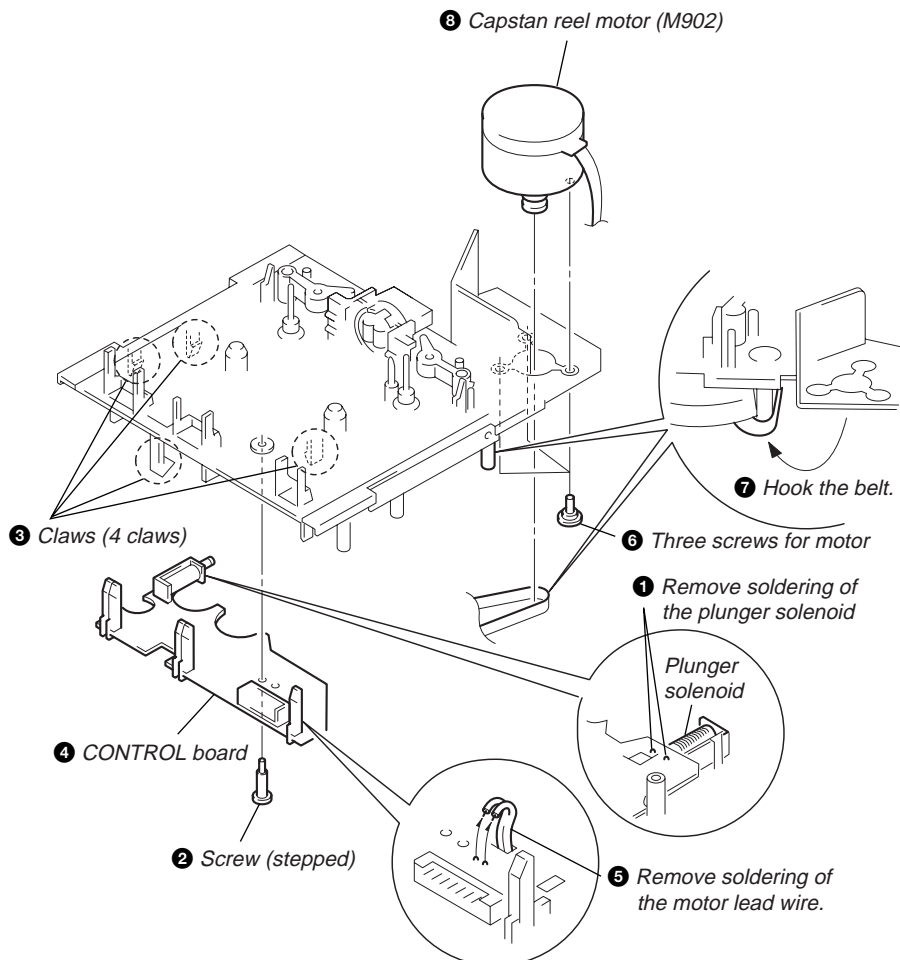 ❽ Capstan reel motor (M902)
❼ Hook the belt.
❸ Claws (4 claws)
❻ Three screws for motor
❶ Remove soldering of
the plunger solenoid
Plunger
solenoid
❹ CONTROL board
❷ Screw (stepped)
❺ Remove soldering of
the motor lead wire.